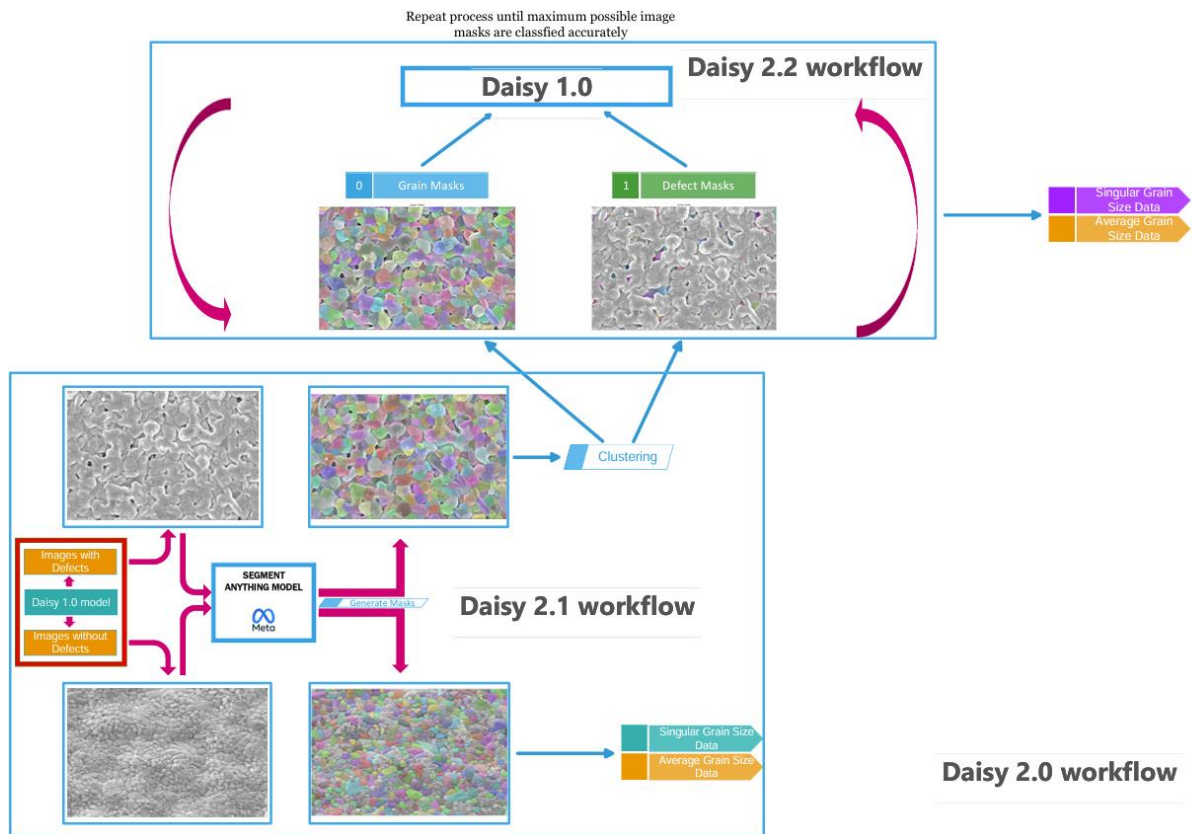 Repeat process until maximum possible image
masks are classfied accurately
Daisy 2.2 workflow
Daisy 1.0
0 Grain Masks
1 Defect Masks
Singular Grain
Size Data
Average Grain
Size Data
Clustering
Images with
Defects
Daisy 1.0 model
Images without
Defects
SEGMENT
ANYTHING MODEL
Meta
Generate Masks
Daisy 2.1 workflow
Singular Grain Size
Data
Average Grain Size
Data
Daisy 2.0 workflow